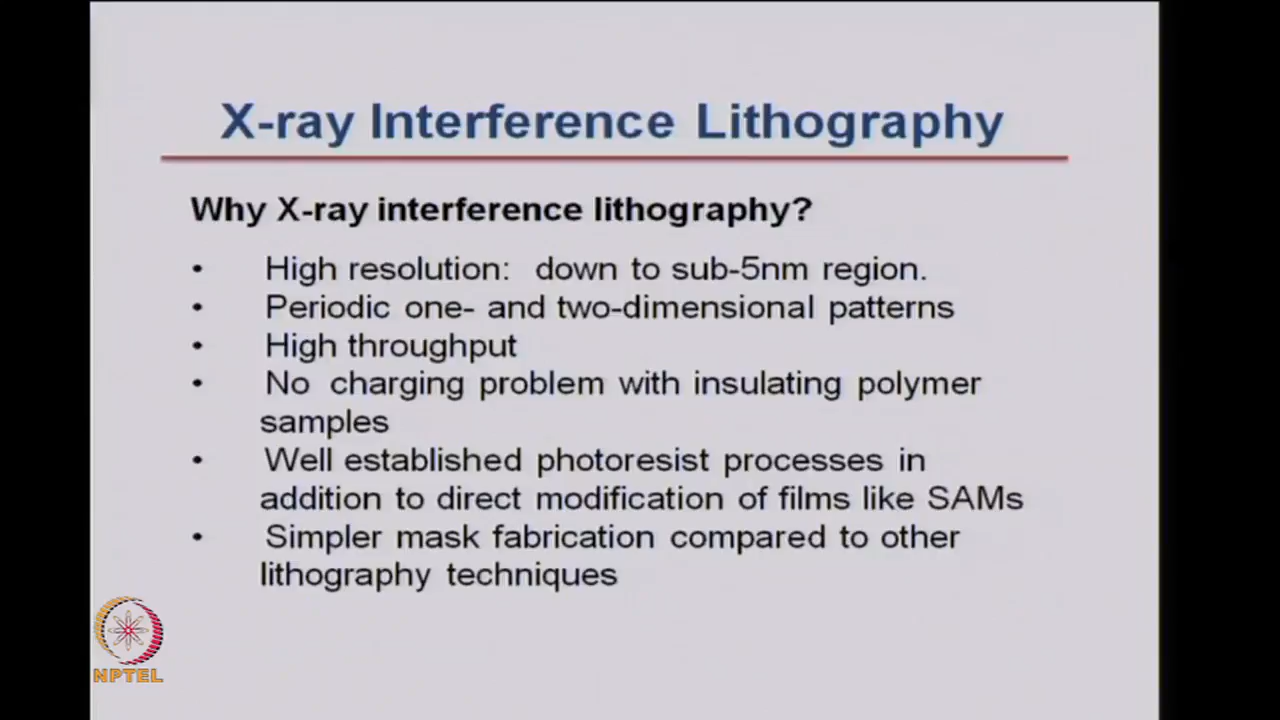 X-ray Interference Lithography
Why X-ray interference lithography?
• High resolution: down to sub-5nm region.
• Periodic one- and two-dimensional patterns
• High throughput
• No charging problem with insulating polymer
samples
• Well established photoresist processes in
addition to direct modification of films like SAMs
• Simpler mask fabrication compared to other
lithography techniques
NPTEL